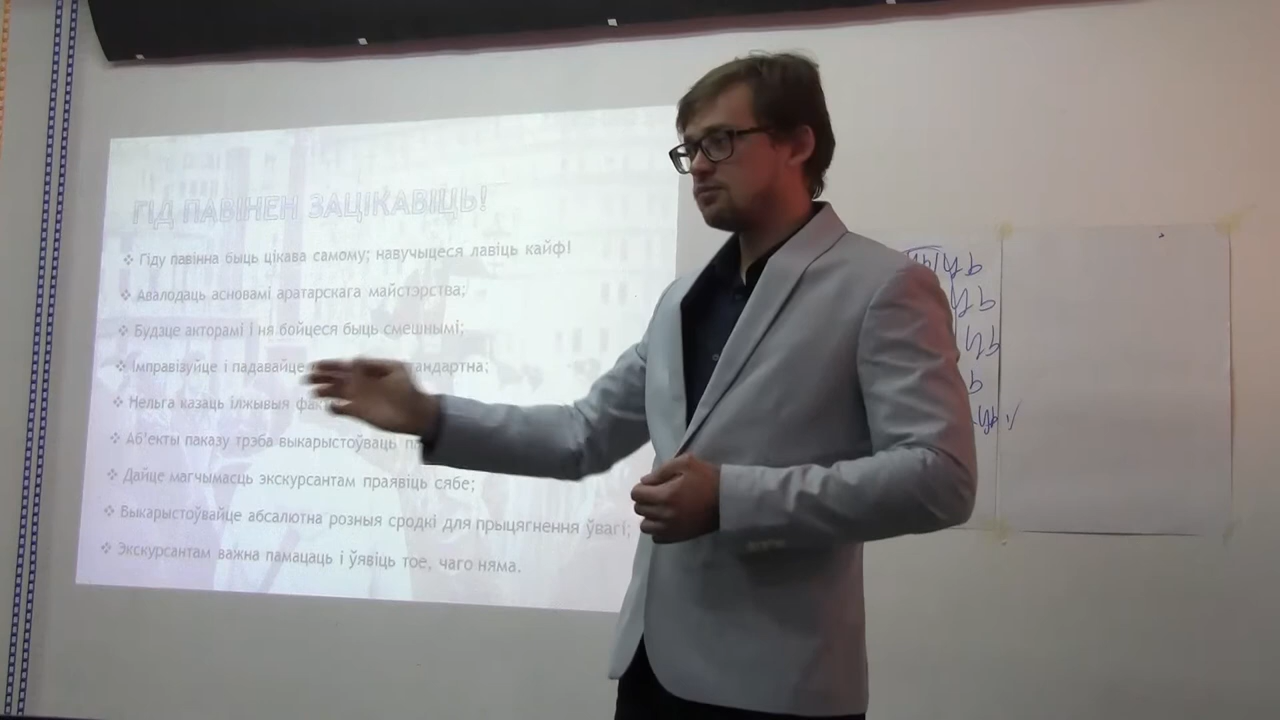 ГІД ПАВІНЕН ЗАЦІКАВІЦЬ!
❖ Гіду павінна быць цікава самому; навучыцеся лавіць кайф!
❖ Авалодаць асновамі аратарскага майстэрства;
❖ Будзце акторамі і ня бойцеся быць смешнымі;
❖ Імправізуйце і падавайце
❖ Нельга казаць ілжывыя
❖ Аб'екты паказу трэба выкарыстоўваць
❖ Дайце магчымасць экскурсантам праявіць сябе;
❖ Выкарыстоўвайце абсалютна розныя сродкі для прыцягнення ўвагі;
❖ Экскурсантам важна памацаць і ўявіць тое, чаго няма.